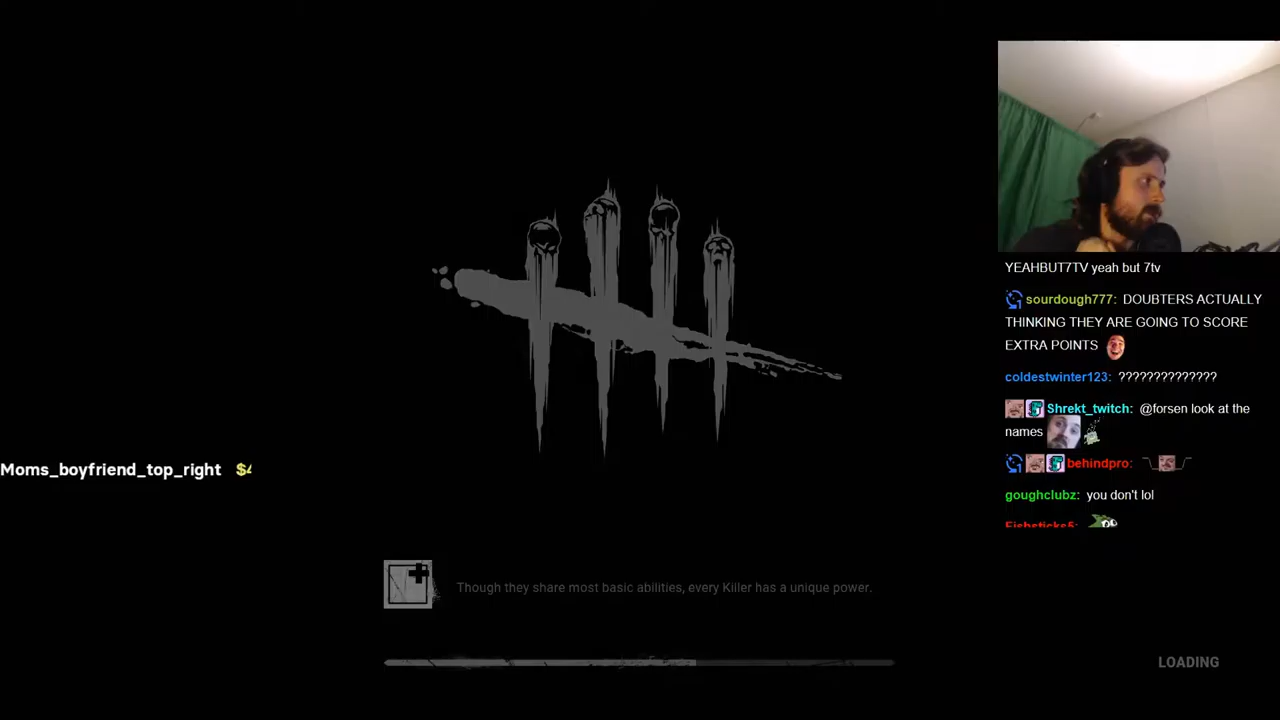 YEAHBUT7TV yeah but 7tv
sourdough777: DOUBTERS ACTUALLY
THINKING THEY ARE GOING TO SCORE
EXTRA POINTS
coldestwinter123: ??????????????
Shrekt_twitch: @forsen look at the
names
behindpro:
goughclubz: you don't lol
Fishsticks5:
Moms_boyfriend_top_right $4
Though they share most basic abilities, every Killer has a unique power.
LOADING